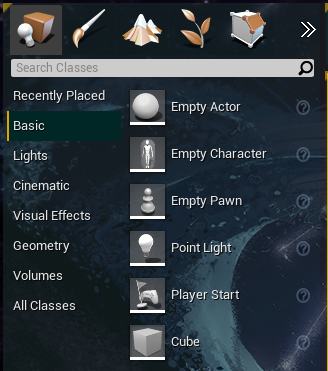 Search Classes
Recently Placed
Basic
Lights
Cinematic
Visual Effects
Geometry
Volumes
All Classes
Empty Actor
Empty Character
Empty Pawn
Point Light
Player Start
Cube